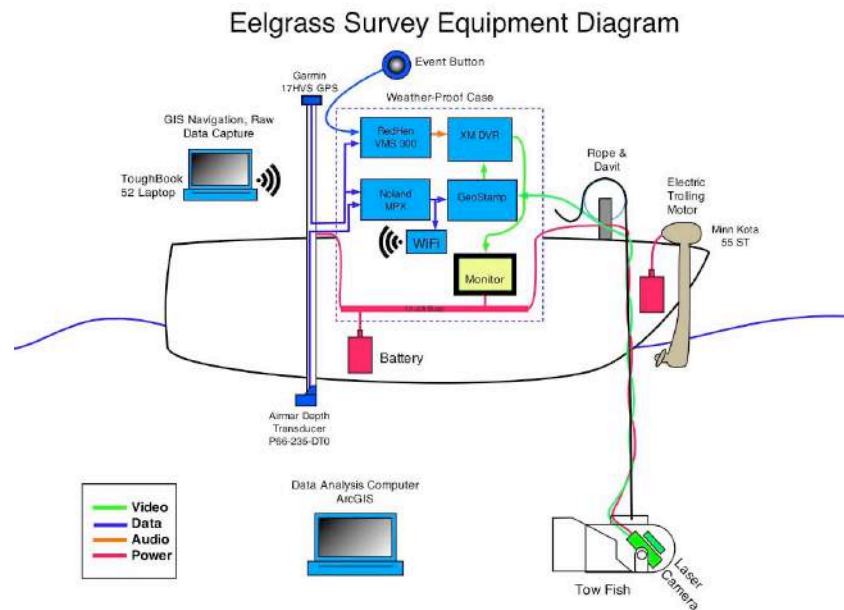 Eelgrass Survey Equipment Diagram
Garmin
17HVS GPS
Event Button
Weather-Proof Case
GIS Navigation, Raw
Data Capture
ToughBook
52 Laptop
RedHen
VMS 300
XM DVR
Noland
MPX
GeoStamp
WiFi
Monitor
Rope &
Davit
Electric
Trolling
Motor
Minn Kota
55 ST
Battery
Airmar Depth
Transducer
P66-235-DT0
Data Analysis Computer
ArcGIS
Video
Data
Audio
Power
Laser
Camera
Tow Fish